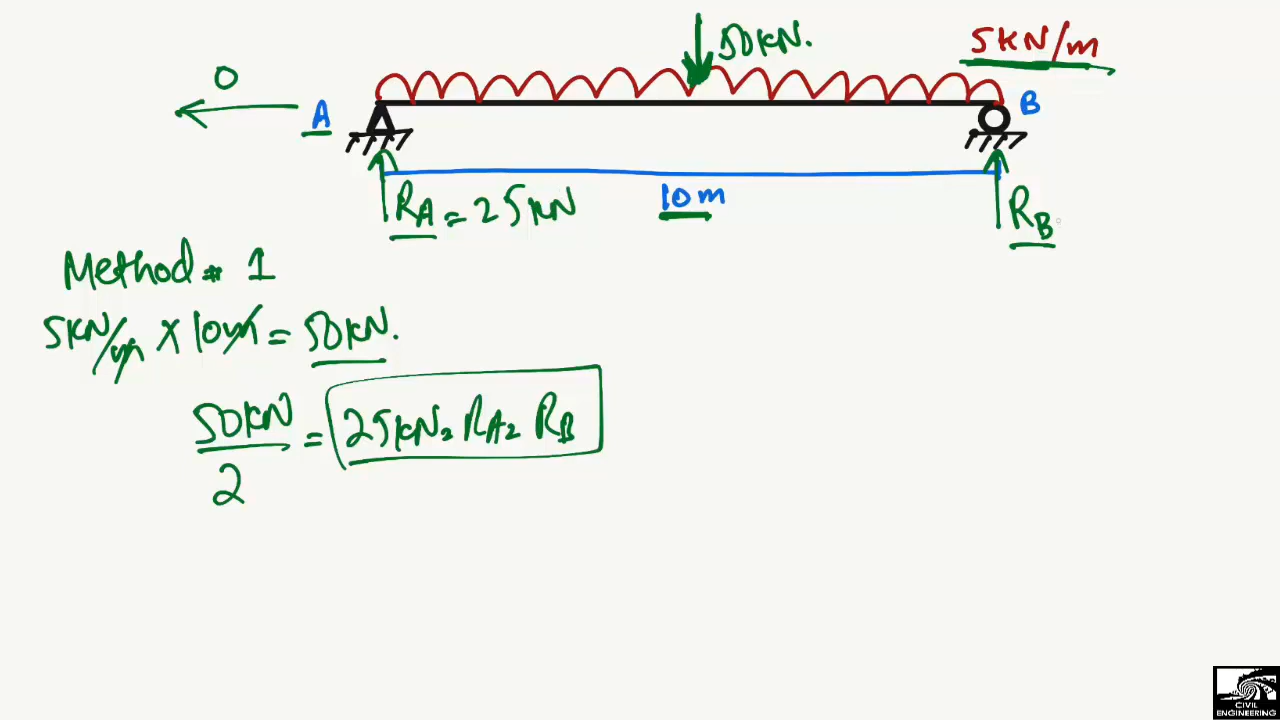 50KN.
5KN/m
0
A
B
RA = 25KN
10m
RB
Method # 1
5KN/m X 10m = 50KN.
50KN
2
= 25KN = RA = RB
CIVIL
ENGINEERING